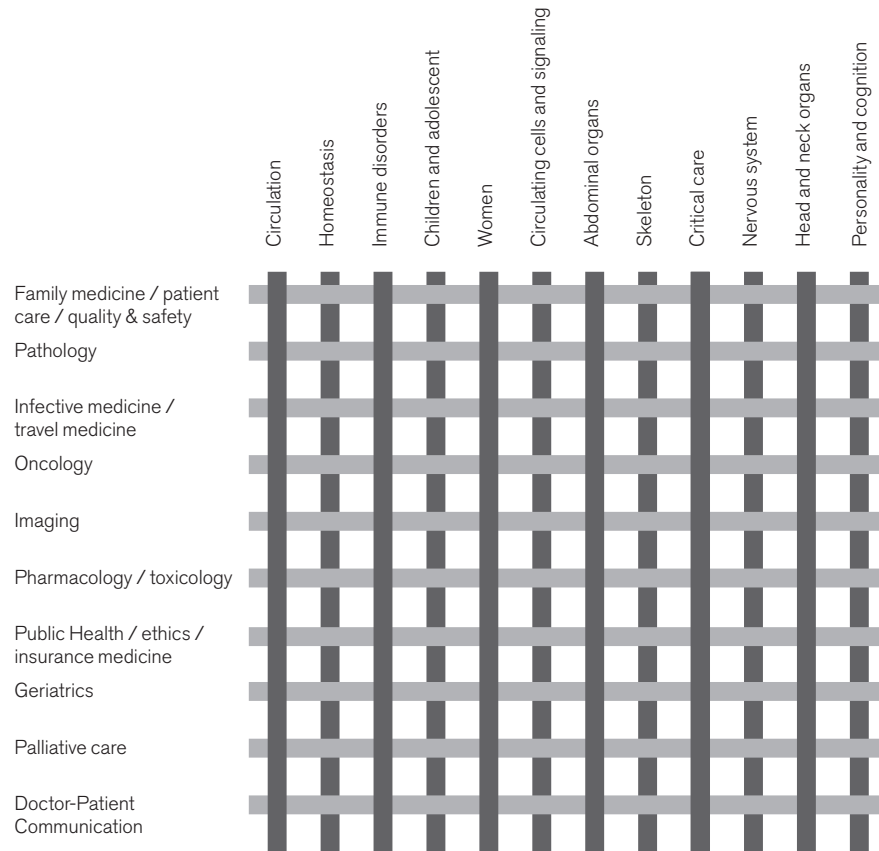 Circulation
Homeostasis
Immune disorders
Children and adolescent
Women
Circulating cells and signaling
Abdominal organs
Skeleton
Critical care
Nervous system
Head and neck organs
Personality and cognition
Family medicine / patient
care / quality & safety
Pathology
Infective medicine /
travel medicine
Oncology
Imaging
Pharmacology / toxicology
Public Health / ethics /
insurance medicine
Geriatrics
Palliative care
Doctor-Patient
Communication